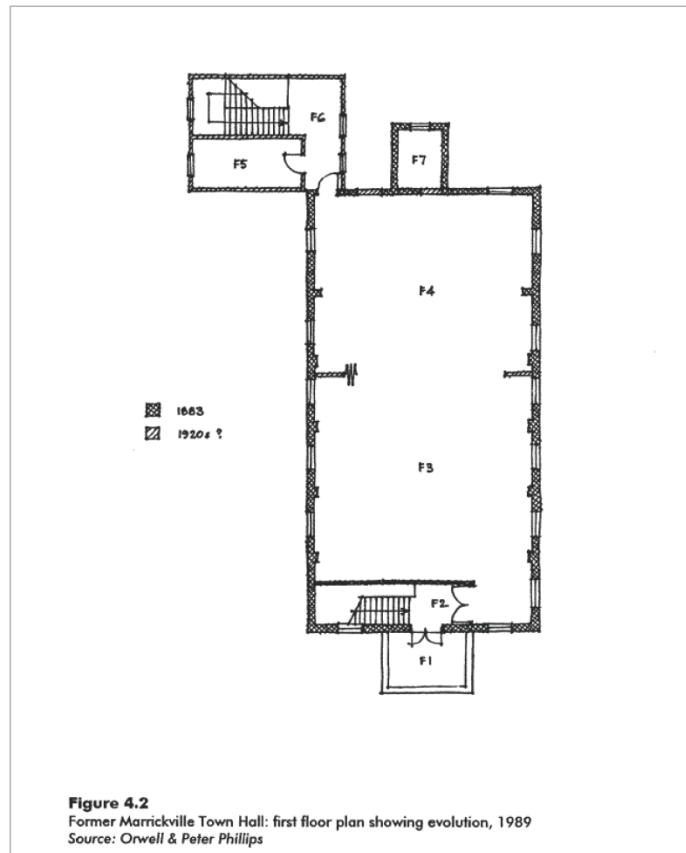 F6
F5
F7
F4
1883
1920s ?
F3
F2
F1
Figure 4.2
Former Marrickville Town Hall: first floor plan showing evolution, 1989
Source: Orwell & Peter Phillips